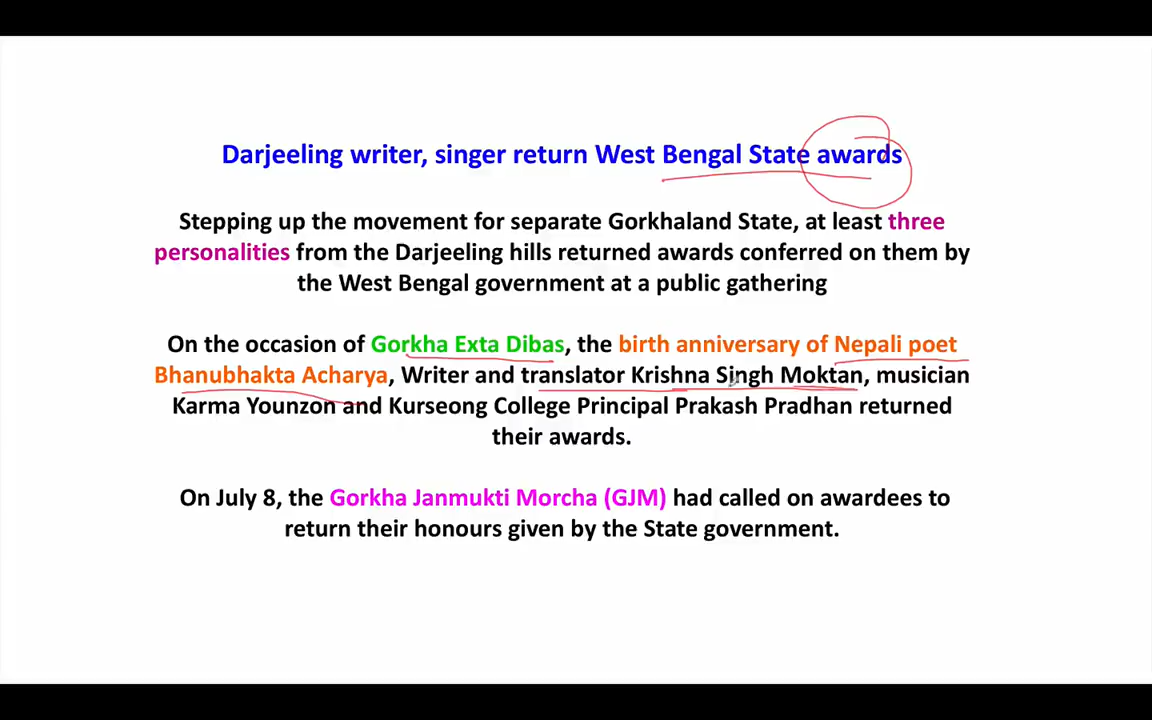 Darjeeling writer, singer return West Bengal State awards
Stepping up the movement for separate Gorkhaland State, at least three
personalities from the Darjeeling hills returned awards conferred on them by
the West Bengal government at a public gathering
On the occasion of Gorkha Exta Dibas, the birth anniversary of Nepali poet
Bhanubhakta Acharya, Writer and translator Krishna Singh Moktan, musician
Karma Younzon and Kurseong College Principal Prakash Pradhan returned
their awards.
On July 8, the Gorkha Janmukti Morcha (GJM) had called on awardees to
return their honours given by the State government.